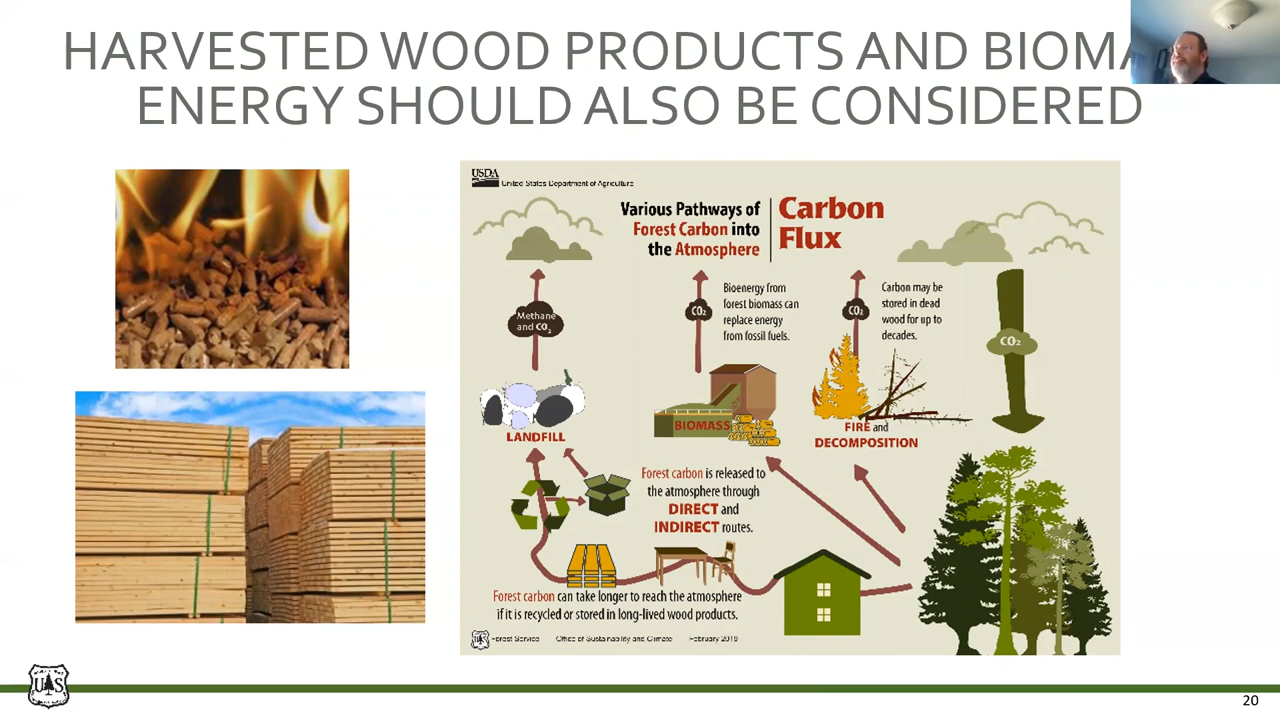 HARVESTED WOOD PRODUCTS AND BIOMA
ENERGY SHOULD ALSO BE CONSIDERED
USDA
United States Department of Agriculture
Various Pathways of
Forest Carbon into
the Atmosphere
Carbon
Flux
Methane
and CO₂
CO₂
Bioenergy from
forest biomass can
replace energy
from fossil fuels.
CO₂
Carbon may be
stored in dead
wood for up to
decades.
CO₂
LANDFILL
BIOMASS
FIRE and
DECOMPOSITION
Forest carbon is released to
the atmosphere through
DIRECT and
INDIRECT routes.
Forest carbon can take longer to reach the atmosphere
if it is recycled or stored in long-lived wood products.
Forest Service Office of Sustainability and Climate February 2019
US
20